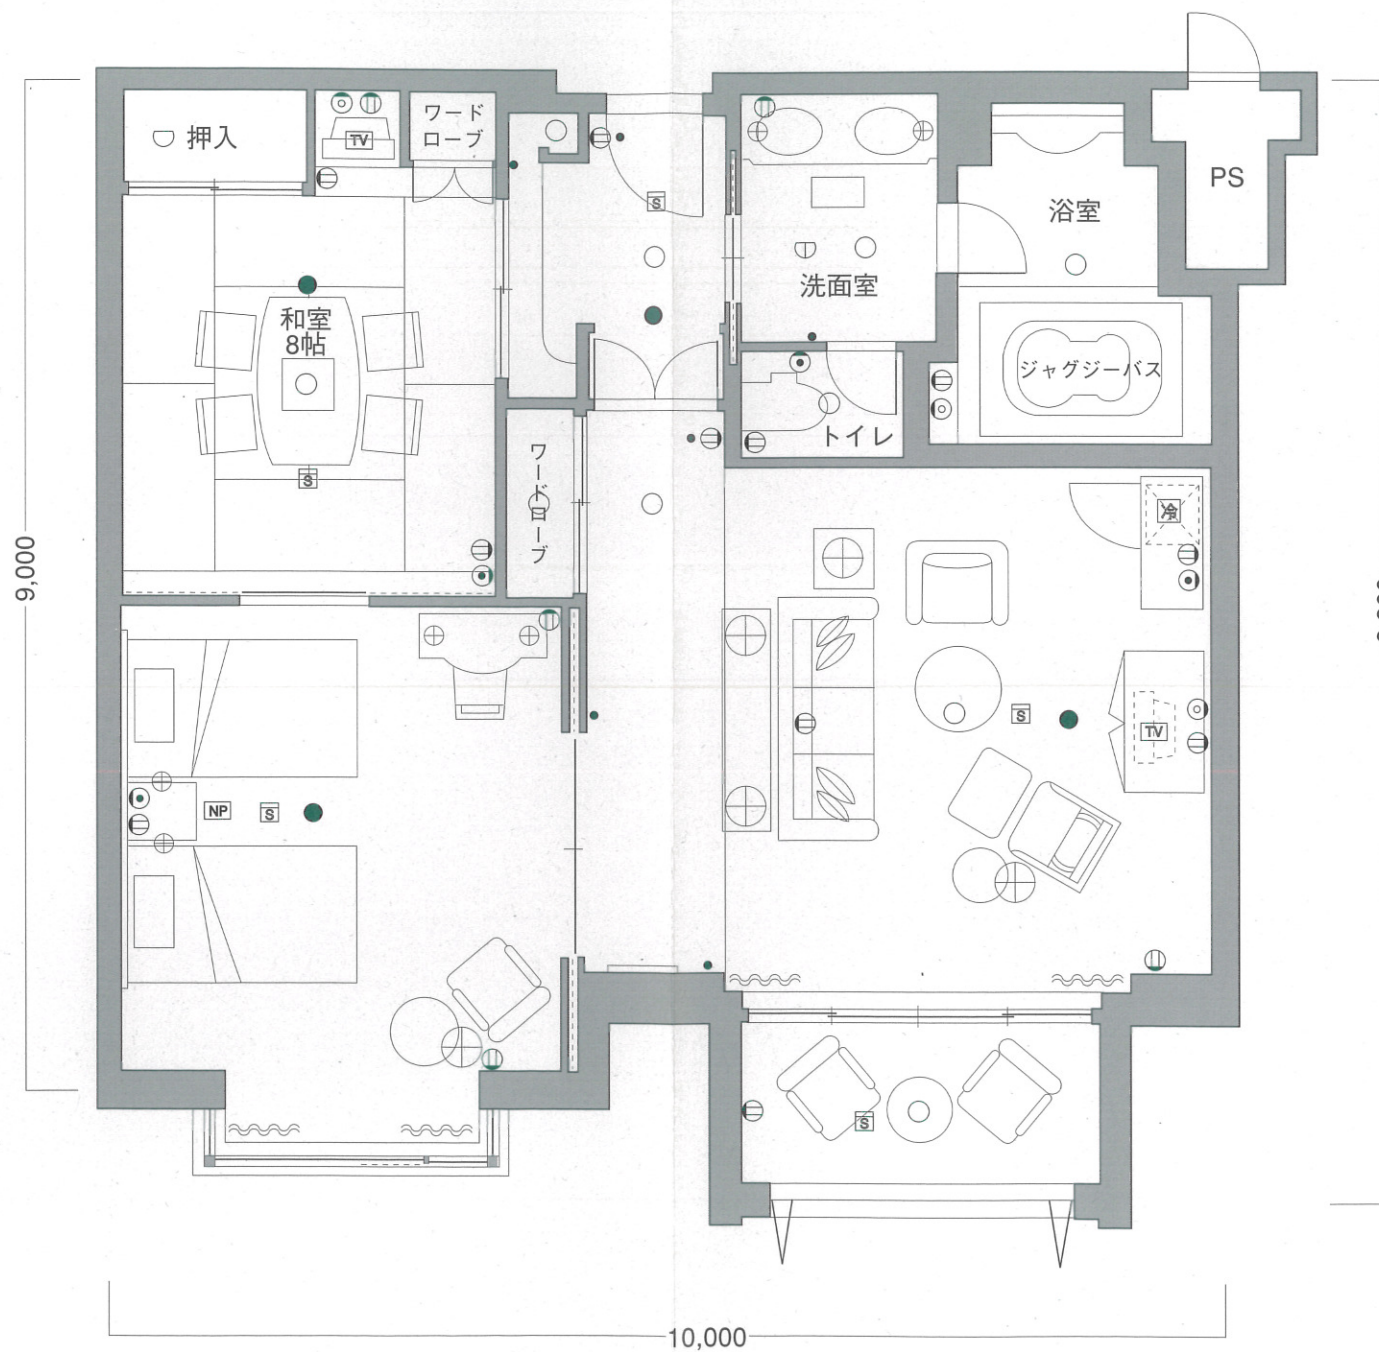 押入
TV
ワード
ローブ
S
洗面室
浴室
PS
和室
8帖
S
ジャグジーバス
トイレ
ワードローブ
冷
9,000
S
TV
NP
S
S
10,000